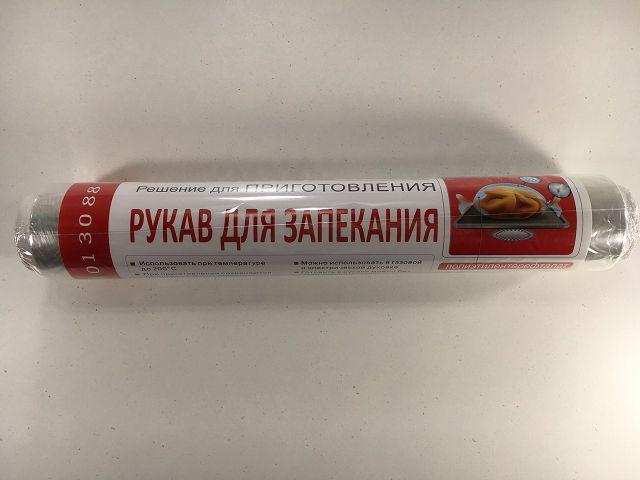 013088
Решение для ПРИГОТОВЛЕНИЯ
РУКАВ ДЛЯ ЗАПЕКАНИЯ
Использовать при температуре
до 200°С
Можно использовать в газовой
и электрической духовке
полиэтилентерефталат